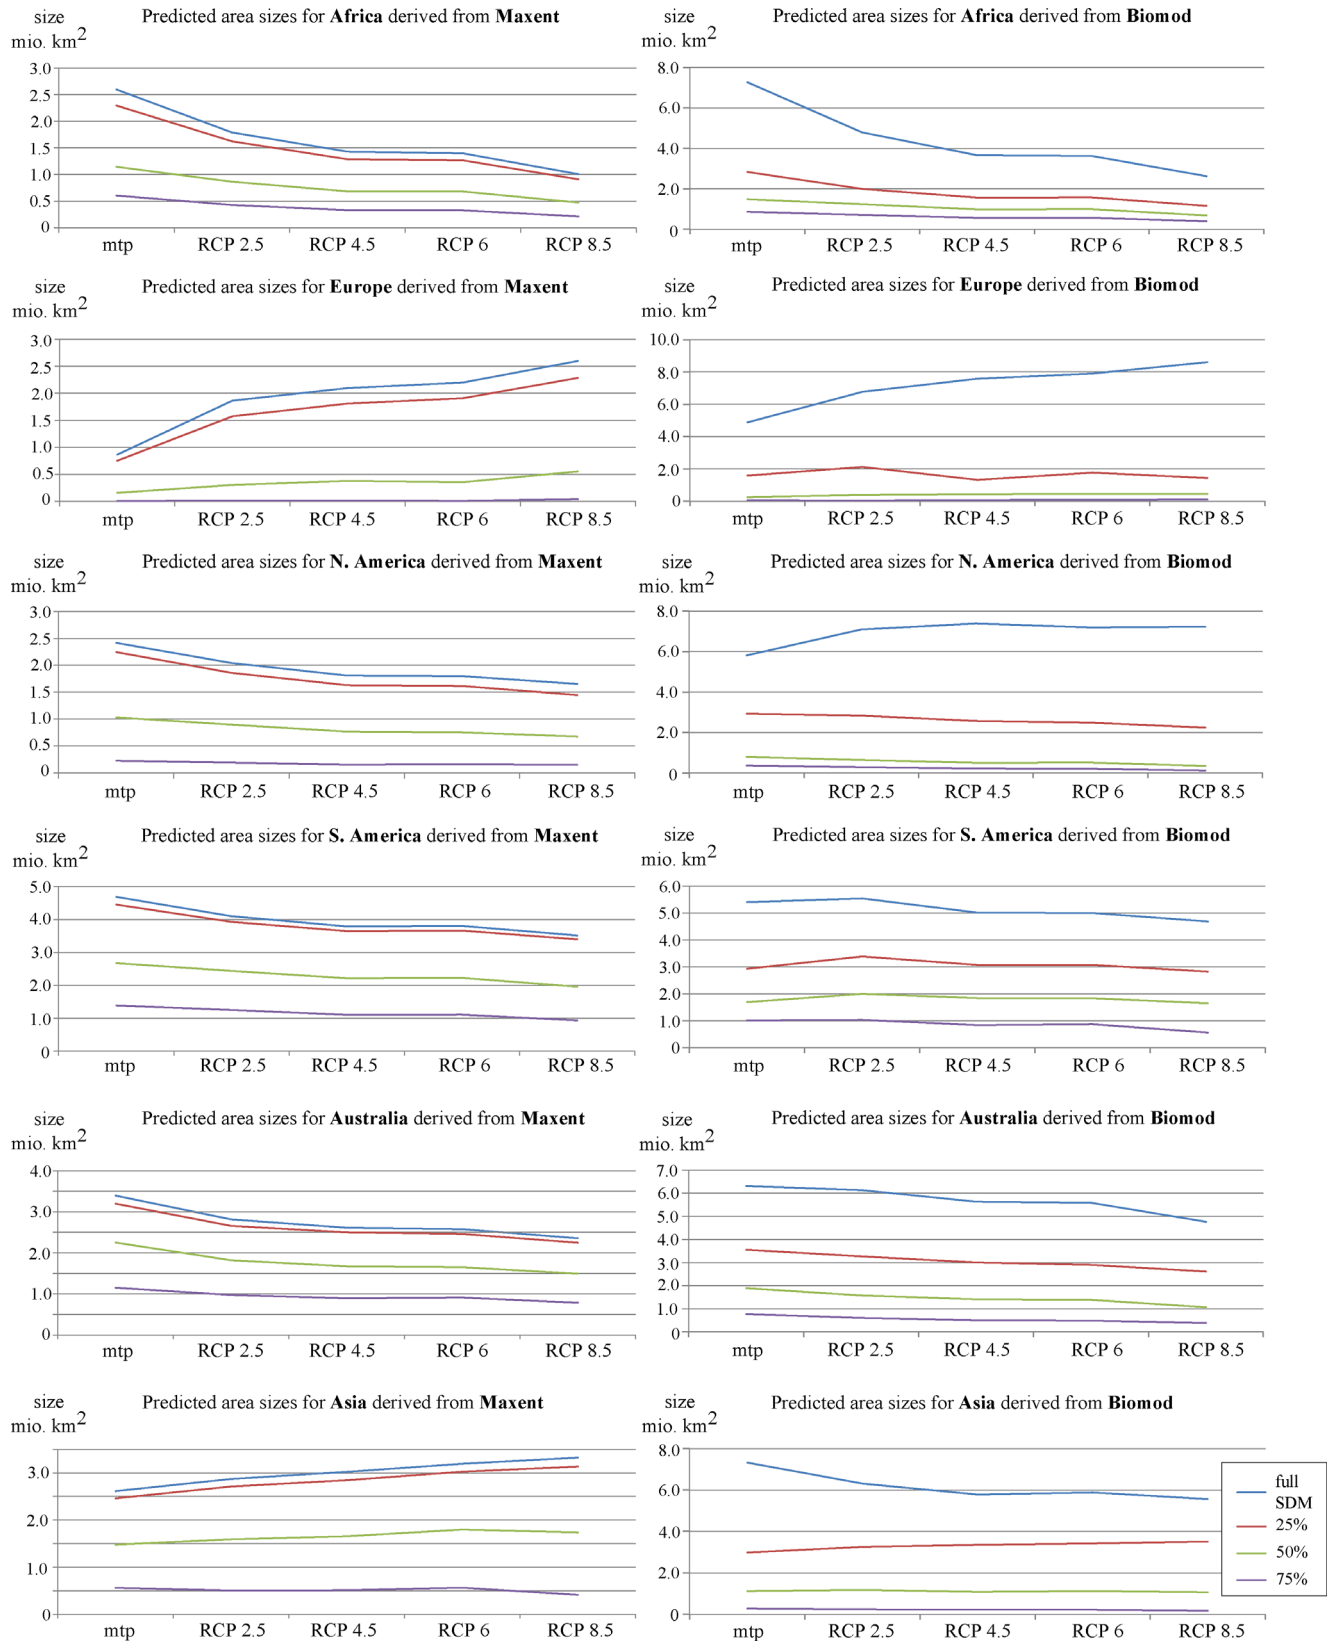 size
mio. km2
Predicted area sizes for Africa derived from Maxent
3.0
2.5
2.0
1.5
1.0
0.5
0
mtp RCP 2.5 RCP 4.5 RCP 6 RCP 8.5
size
mio. km2
Predicted area sizes for Africa derived from Biomod
8.0
6.0
4.0
2.0
0
mtp RCP 2.5 RCP 4.5 RCP 6 RCP 8.5
size
mio. km2
Predicted area sizes for Europe derived from Maxent
3.0
2.5
2.0
1.5
1.0
0.5
0
mtp RCP 2.5 RCP 4.5 RCP 6 RCP 8.5
size
mio. km2
Predicted area sizes for Europe derived from Biomod
10.0
8.0
6.0
4.0
2.0
0
mtp RCP 2.5 RCP 4.5 RCP 6 RCP 8.5
size
mio. km2
Predicted area sizes for N. America derived from Maxent
3.0
2.5
2.0
1.5
1.0
0.5
0
mtp RCP 2.5 RCP 4.5 RCP 6 RCP 8.5
size
mio. km2
Predicted area sizes for N. America derived from Biomod
8.0
6.0
4.0
2.0
0
mtp RCP 2.5 RCP 4.5 RCP 6 RCP 8.5
size
mio. km2
Predicted area sizes for S. America derived from Maxent
5.0
4.0
3.0
2.0
1.0
0
mtp RCP 2.5 RCP 4.5 RCP 6 RCP 8.5
size
mio. km2
Predicted area sizes for S. America derived from Biomod
6.0
5.0
4.0
3.0
2.0
1.0
0
mtp RCP 2.5 RCP 4.5 RCP 6 RCP 8.5
size
mio. km2
Predicted area sizes for Australia derived from Maxent
4.0
3.0
2.0
1.0
0
mtp RCP 2.5 RCP 4.5 RCP 6 RCP 8.5
size
mio. km2
Predicted area sizes for Australia derived from Biomod
7.0
6.0
5.0
4.0
3.0
2.0
1.0
0
mtp RCP 2.5 RCP 4.5 RCP 6 RCP 8.5
size
mio. km2
Predicted area sizes for Asia derived from Maxent
3.0
2.0
1.0
0
mtp RCP 2.5 RCP 4.5 RCP 6 RCP 8.5
size
mio. km2
Predicted area sizes for Asia derived from Biomod
8.0
6.0
4.0
2.0
0
mtp RCP 2.5 RCP 4.5 RCP 6 RCP 8.5
full
SDM
25%
50%
75%